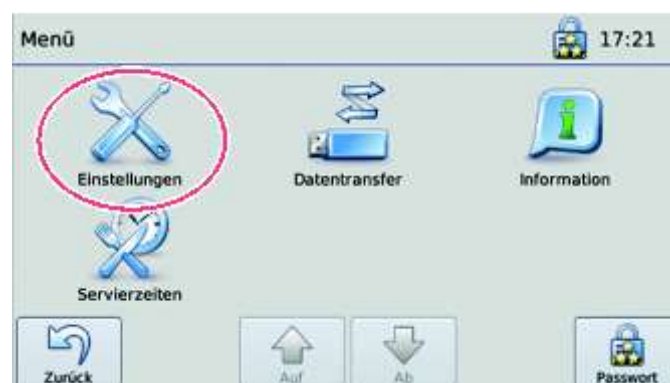 Menü 17:21
Einstellungen Datentransfer Information
Servierzeiten
Zurück Auf Ab Passwort